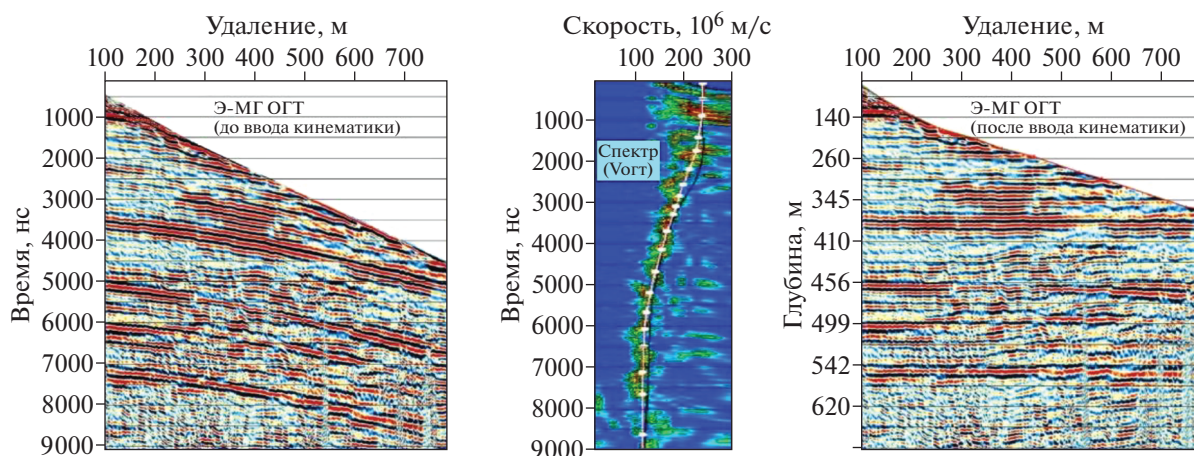 Удаление, м
100 200 300 400 500 600 700
Время, нс
1000
2000
3000
4000
5000
6000
7000
8000
9000
Э-МГ ОГТ
(до ввода кинематики)
Скорость, 10⁶ м/с
100 200 300
Время, нс
1000
2000
3000
4000
5000
6000
7000
8000
9000
Спектр
(Vогт)
Удаление, м
100 200 300 400 500 600 700
Глубина, м
140
260
345
410
456
499
542
620
Э-МГ ОГТ
(после ввода кинематики)